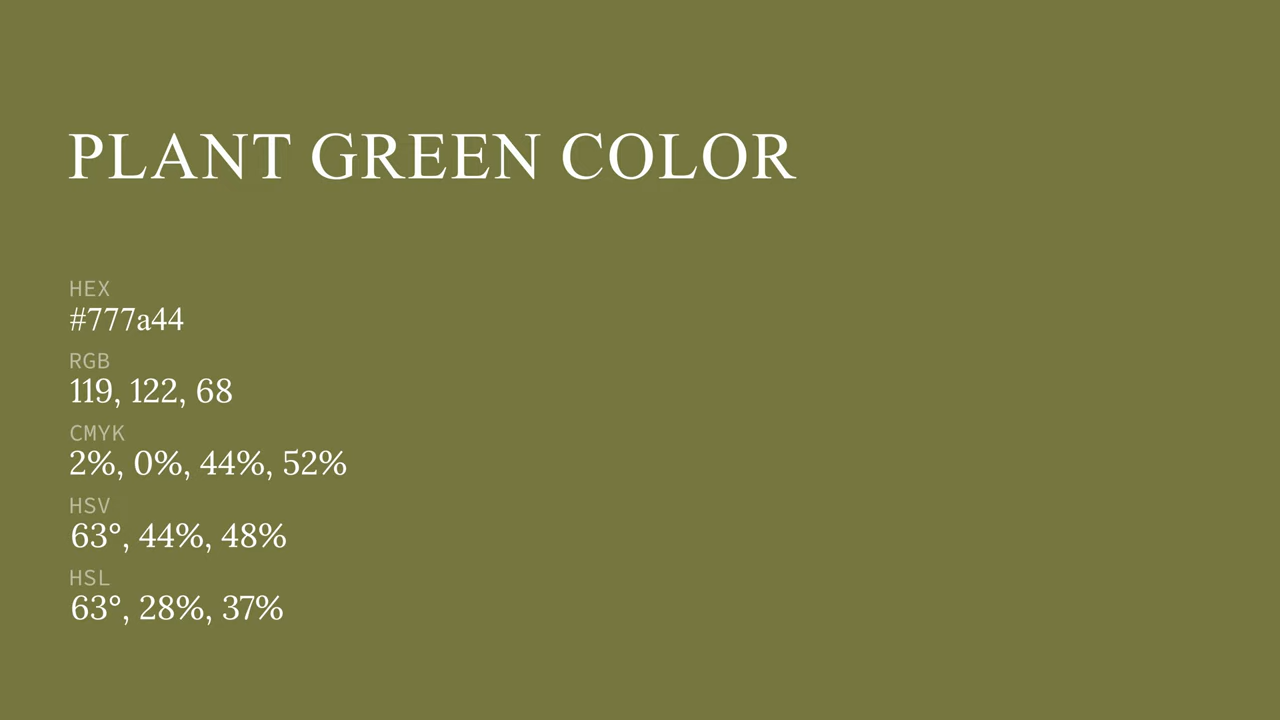 PLANT GREEN COLOR
HEX
#777a44
RGB
119, 122, 68
CMYK
2%, 0%, 44%, 52%
HSV
63°, 44%, 48%
HSL
63°, 28%, 37%